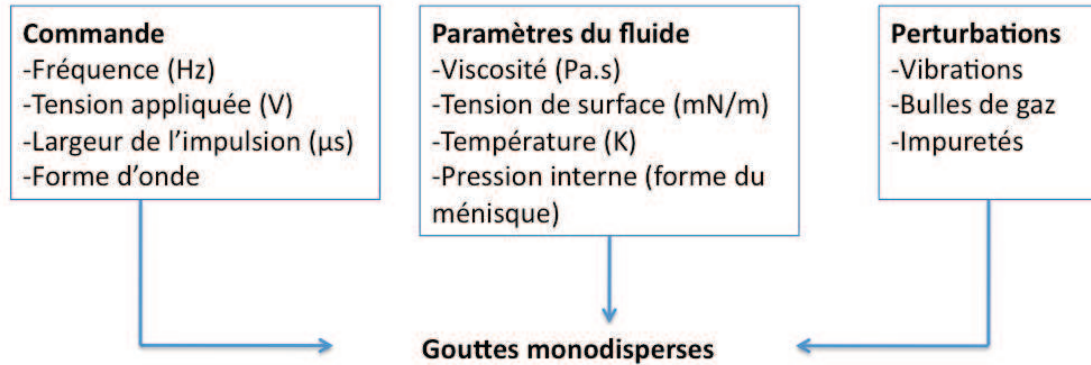 Commande
-Fréquence (Hz)
-Tension appliquée (V)
-Largeur de l'impulsion (µs)
-Forme d'onde
Paramètres du fluide
-Viscosité (Pa.s)
-Tension de surface (mN/m)
-Température (K)
-Pression interne (forme du
ménisque)
Perturbations
-Vibrations
-Bulles de gaz
-Impuretés
Gouttes monodisperses